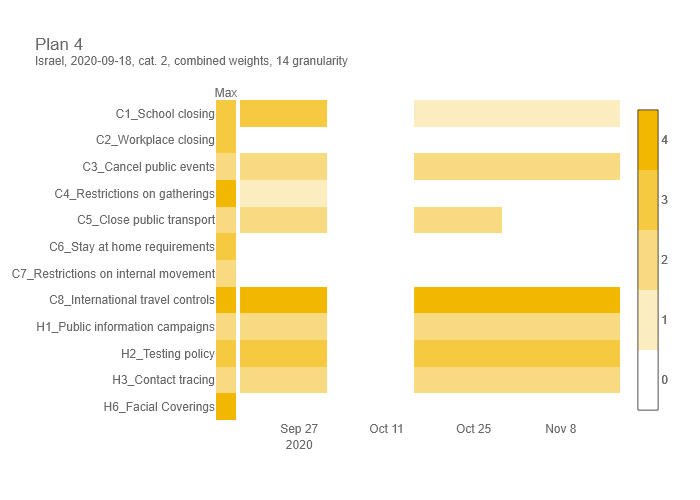 Plan 4
Israel, 2020-09-18, cat. 2, combined weights, 14 granularity
Max
C1_School closing
C2_Workplace closing
C3_Cancel public events
C4_Restrictions on gatherings
C5_Close public transport
C6_Stay at home requirements
C7_Restrictions on internal movement
C8_International travel controls
H1_Public information campaigns
H2_Testing policy
H3_Contact tracing
H6_Facial Coverings
Sep 27 Oct 11 Oct 25 Nov 8
2020
4
3
2
1
0